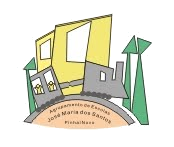 Agrupamento de Escolas
José Maria dos Santos
Pinhal Novo